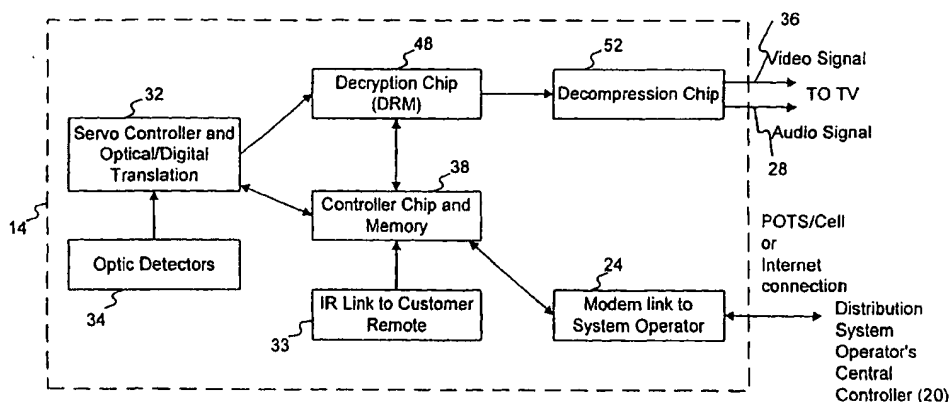 36
48
52
Video Signal
32
Decryption Chip
(DRM)
Decompression Chip
TO TV
Servo Controller and
Optical/Digital
Translation
Audio Signal
28
38
14
Controller Chip and
Memory
POTS/Cell
or
Internet
connection
Optic Detectors
34
24
IR Link to Customer
Remote
33
Modem link to
System Operator
Distribution
System
Operator's
Central
Controller (20)